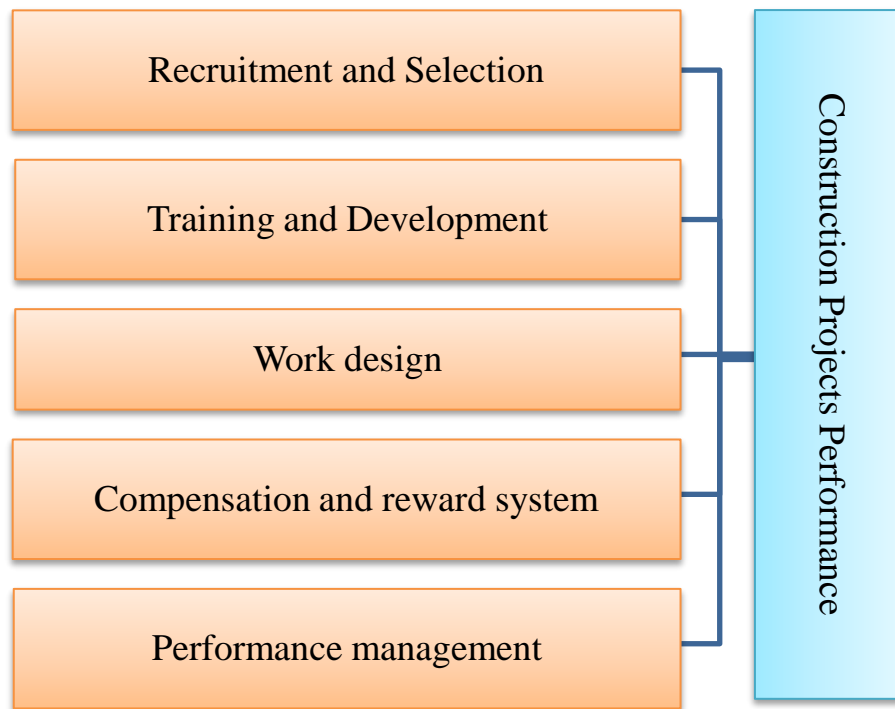 Recruitment and Selection
Training and Development
Work design
Compensation and reward system
Performance management
Construction Projects Performance